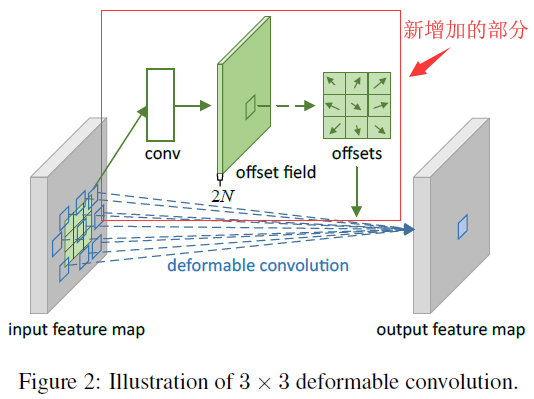 新增加的部分
conv
offset field
offsets
2N
deformable convolution
input feature map
output feature map
Figure 2: Illustration of 3 × 3 deformable convolution.